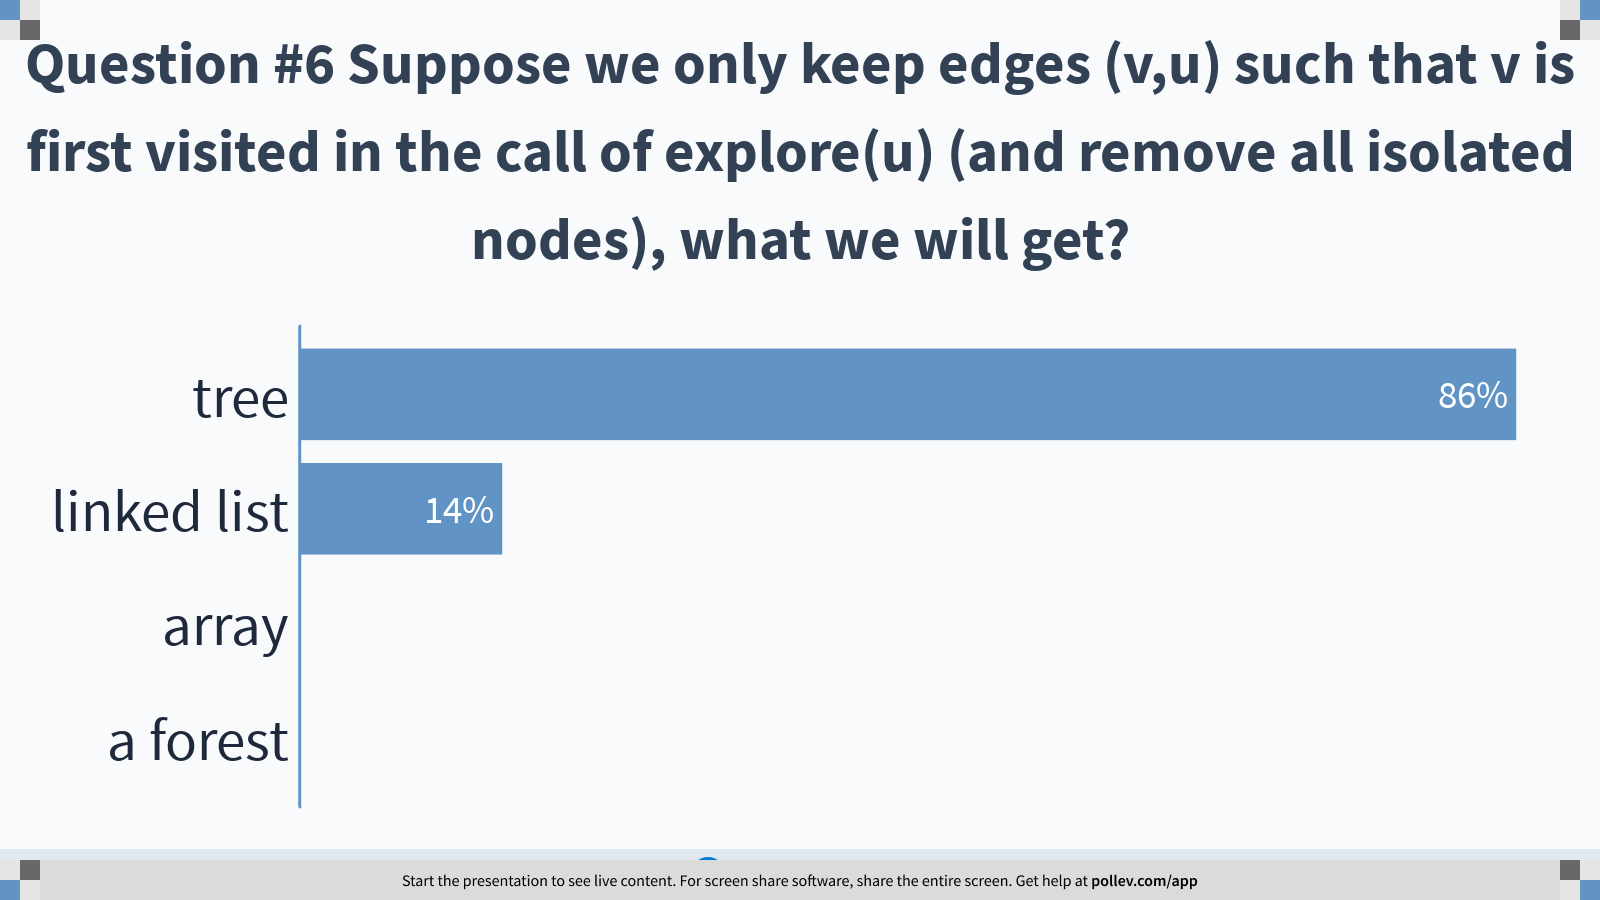 Question #6 Suppose we only keep edges (v,u) such that v is
first visited in the call of explore(u) (and remove all isolated
nodes), what we will get?
tree
86%
linked list
14%
array
a forest
Start the presentation to see live content. For screen share software, share the entire screen. Get help at pollev.com/app